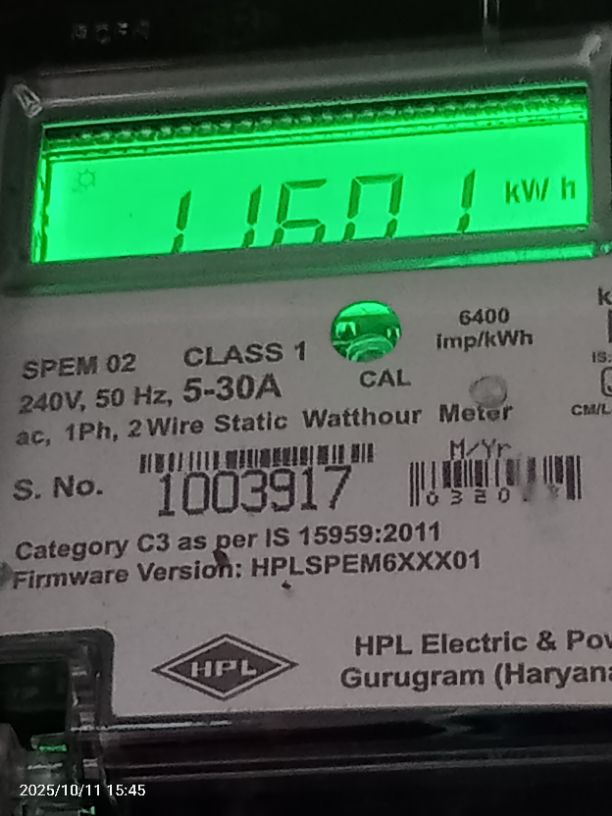 11601 kWh
6400
imp/kWh
SPEM 02 CLASS 1
CAL
240V, 50 Hz, 5-30A
ac, 1Ph, 2 Wire Static Watthour Meter
CM/L
IS:
M/Yr
S. No. 1003917
Category C3 as per IS 15959:2011
Firmware Version: HPLSPEM6XXX01
HPL
HPL Electric &
Gurugram
2025/10/11 15:45